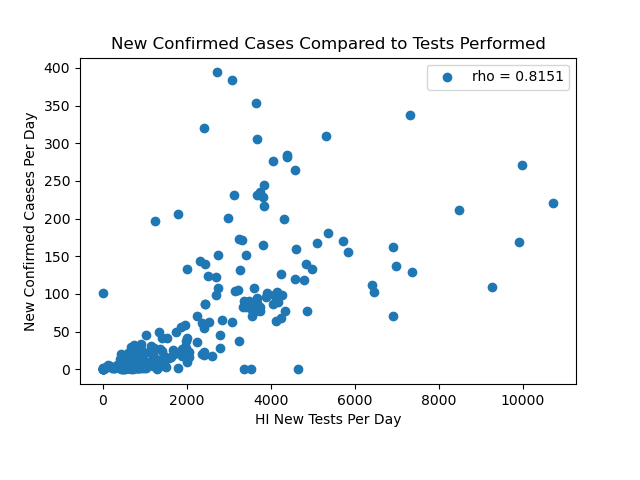 New Confirmed Cases Compared to Tests Performed
rho = 0.8151
400
350
300
250
200
150
100
50
0
New Confirmed Caeses Per Day
0 2000 4000 6000 8000 10000
HI New Tests Per Day